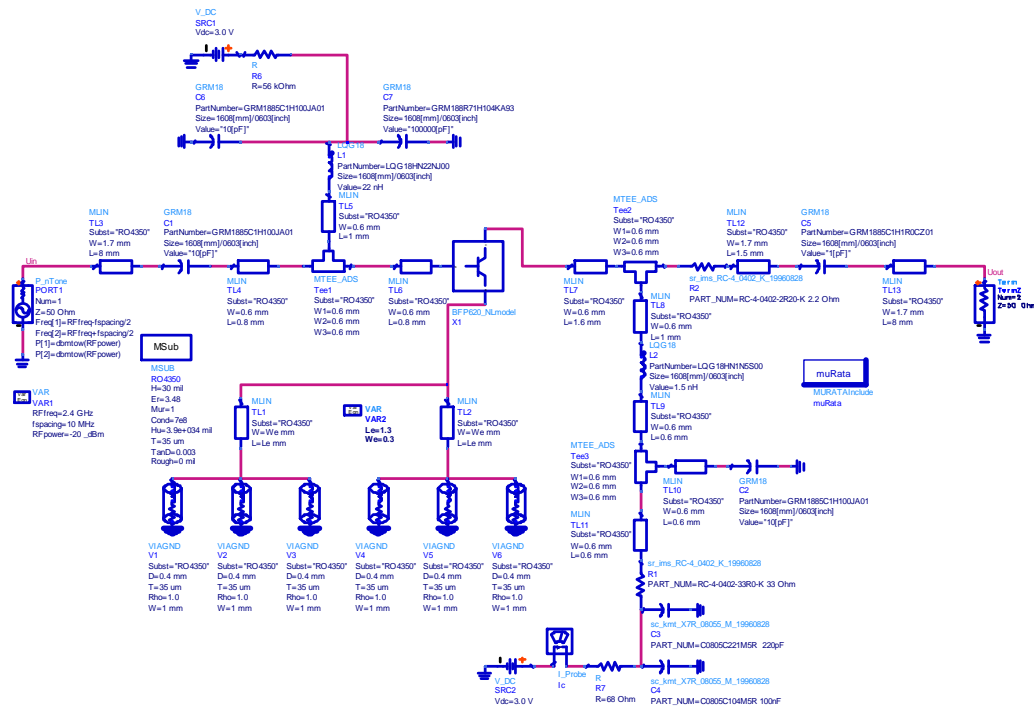 V_DC
SRC1
Vdc=3.0 V
R
R6
R=56 kOhm
GRM18
C6
PartNumber=GRM1885C1H100JA01
Size=1608[mm]/0603[inch]
Value="10[pF]"
GRM18
C7
PartNumber=GRM188R71H104KA93
Size=1608[mm]/0603[inch]
Value="100000[pF]"
LQG18
L1
PartNumber=LQG18HN22NJ00
Size=1608[mm]/0603[inch]
Value=22 nH
MLIN
TL5
Subst="RO4350"
W=0.6 mm
L=1 mm
MLIN
TL3
Subst="RO4350"
W=1.7 mm
L=8 mm
GRM18
C1
PartNumber=GRM1885C1H100JA01
Size=1608[mm]/0603[inch]
Value="10[pF]"
Uin
P_nTone
PORT1
Num=1
Z=50 Ohm
Freq[1]=RFfreq-fspacing/2
Freq[2]=RFfreq+fspacing/2
P[1]=dbmtow(RFpower)
P[2]=dbmtow(RFpower)
MLIN
TL4
Subst="RO4350"
W=0.6 mm
L=0.8 mm
MTEE_ADS
Tee1
Subst="RO4350"
W1=0.6 mm
W2=0.6 mm
W3=0.6 mm
MLIN
TL6
Subst="RO4350"
W=0.6 mm
L=0.8 mm
BFP620_NLmodel
X1
MLIN
TL7
Subst="RO4350"
W=0.6 mm
L=1.6 mm
MTEE_ADS
Tee2
Subst="RO4350"
W1=0.6 mm
W2=0.6 mm
W3=0.6 mm
sr_ims_RC-4-0402_K_19960828
R2
PART_NUM=RC-4-0402-2R20-K 2.2 Ohm
MLIN
TL12
Subst="RO4350"
W=1.7 mm
L=1.5 mm
GRM18
C5
PartNumber=GRM1885C1H1R0CZ01
Size=1608[mm]/0603[inch]
Value="1[pF]"
MLIN
TL13
Subst="RO4350"
W=1.7 mm
L=8 mm
Uout
Term
Term2
Num=2
Z=50 Ohm
MLIN
TL8
Subst="RO4350"
W=0.6 mm
L=1 mm
LQG18
L2
PartNumber=LQG18HN1N5S00
Size=1608[mm]/0603[inch]
Value=1.5 nH
MLIN
TL9
Subst="RO4350"
W=0.6 mm
L=0.6 mm
muRata
MURATAInclude
muRata
MSub
MSUB
RO4350
H=30 mil
Er=3.48
Mur=1
Cond=7e8
Hu=3.9e+034 mil
T=35 um
TanD=0.003
Rough=0 mil
VAR
VAR1
RFfreq=2.4 GHz
fspacing=10 MHz
RFpower=-20 _dBm
MLIN
TL1
Subst="RO4350"
W=We mm
L=Le mm
VAR
VAR2
Le=1.3
We=0.3
MLIN
TL2
Subst="RO4350"
W=We mm
L=Le mm
MTEE_ADS
Tee3
Subst="RO4350"
W1=0.6 mm
W2=0.6 mm
W3=0.6 mm
MLIN
TL10
Subst="RO4350"
W=0.6 mm
L=0.6 mm
GRM18
C2
PartNumber=GRM1885C1H100JA01
Size=1608[mm]/0603[inch]
Value="10[pF]"
MLIN
TL11
Subst="RO4350"
W=0.6 mm
L=0.6 mm
VIAGND
V1
Subst="RO4350"
D=0.4 mm
T=35 um
Rho=1.0
W=1 mm
VIAGND
V2
Subst="RO4350"
D=0.4 mm
T=35 um
Rho=1.0
W=1 mm
VIAGND
V3
Subst="RO4350"
D=0.4 mm
T=35 um
Rho=1.0
W=1 mm
VIAGND
V4
Subst="RO4350"
D=0.4 mm
T=35 um
Rho=1.0
W=1 mm
VIAGND
V5
Subst="RO4350"
D=0.4 mm
T=35 um
Rho=1.0
W=1 mm
VIAGND
V6
Subst="RO4350"
D=0.4 mm
T=35 um
Rho=1.0
W=1 mm
sr_ims_RC-4-0402_K_19960828
R1
PART_NUM=RC-4-0402-33R0-K 33 Ohm
sc_kmt_X7R_08055_M_19960828
C3
PART_NUM=C0805C221M5R 220pF
V_DC
SRC2
Vdc=3.0 V
I_Probe
Ic
R
R7
R=68 Ohm
sc_kmt_X7R_08055_M_19960828
C4
PART_NUM=C0805C104M5R 100nF